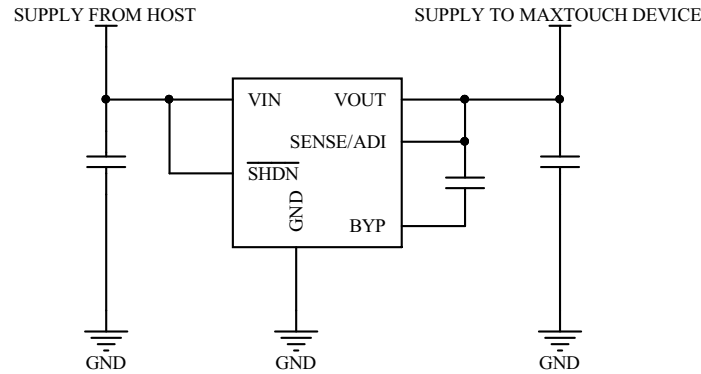 SUPPLY FROM HOST
SUPPLY TO MAXTOUCH DEVICE
VIN
VOUT
SENSE/ADI
SHDN
GND
BYP
GND
GND
GND